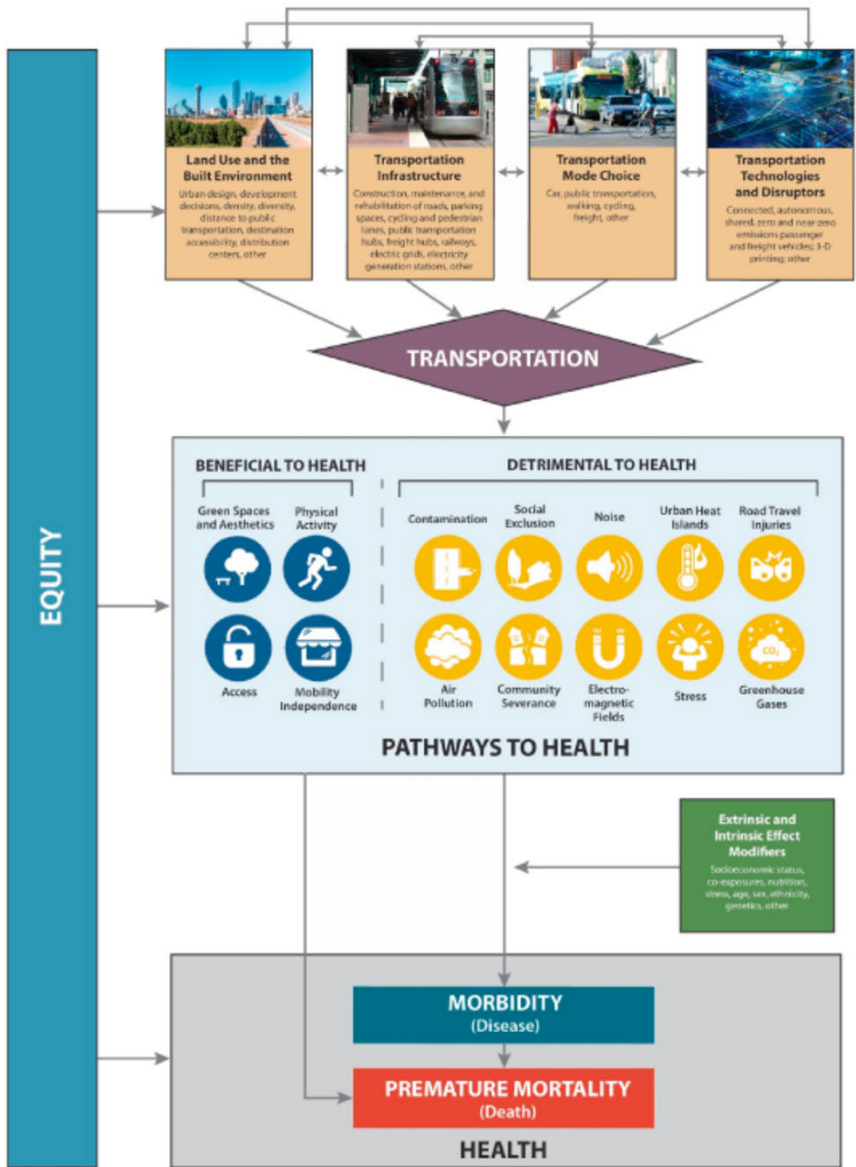 EQUITY
Land Use and the
Built Environment
Urban design, development
decisions, density, diversity,
distance to public
transportation, destination
accessibility, distribution
centers, other
Transportation
Infrastructure
Construction, maintenance, and
rehabilitation of roads, parking
spaces, cycling and pedestrian
lanes, public transportation
hubs, freight hubs, railways,
electric grids, electricity
generation stations, other
Transportation
Mode Choice
Car, public transportation,
walking, cycling,
freight, other
Transportation
Technologies
and Disruptors
Connected, autonomous,
shared, zero and near-zero
emissions passenger
and freight vehicles; 3-D
printing; other
TRANSPORTATION
BENEFICIAL TO HEALTH
Green Spaces
and Aesthetics
Physical
Activity
Access
Mobility
Independence
DETRIMENTAL TO HEALTH
Contamination
Social
Exclusion
Noise
Urban Heat
Islands
Road Travel
Injuries
Air
Pollution
Community
Severance
Electro-
magnetic
Fields
Stress
CO₂
Greenhouse
Gases
PATHWAYS TO HEALTH
Extrinsic and
Intrinsic Effect
Modifiers
Socioeconomic status,
co-exposures, nutrition,
stress, age, sex, ethnicity,
genetics, other
MORBIDITY
(Disease)
PREMATURE MORTALITY
(Death)
HEALTH